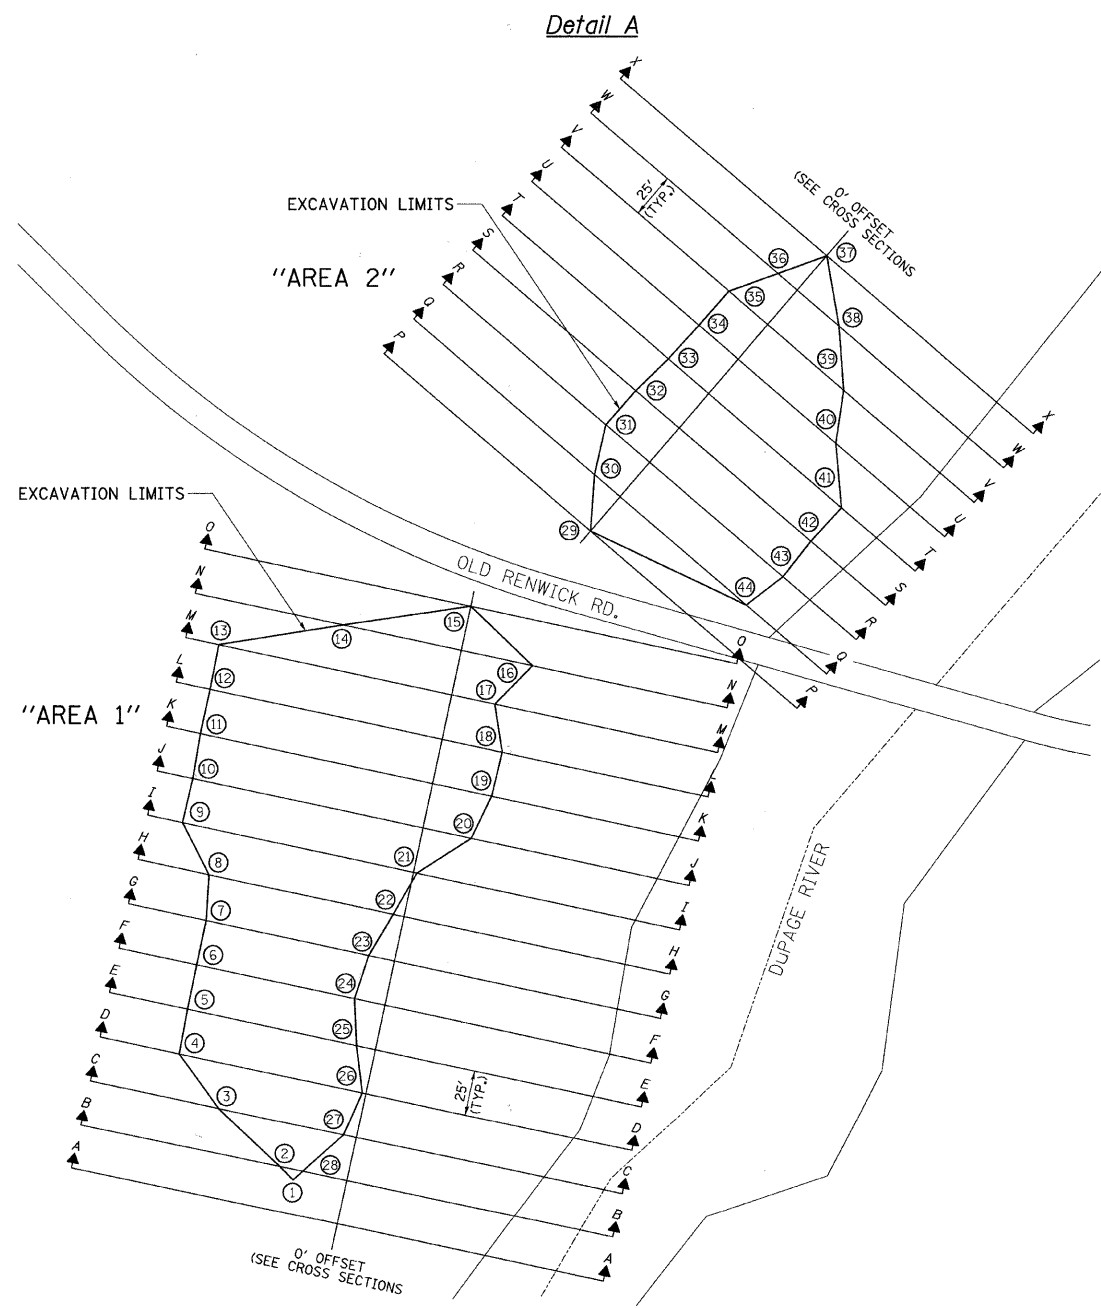 Detail A
X
W
V
U
T
S
R
Q
P
25'
(TYP.)
0' OFFSET
(SEE CROSS SECTIONS
EXCAVATION LIMITS
"AREA 2"
37
36
35
38
34
39
33
32
40
31
30
41
42
29
43
44
X
W
V
U
T
S
R
Q
P
EXCAVATION LIMITS
OLD RENWICK RD.
"AREA 1"
O
N
M
L
K
J
I
H
G
F
E
D
C
B
A
13
14
15
16
12
17
11
18
10
19
9
20
8
21
7
22
6
23
5
24
4
25
3
26
2
27
1
28
25'
(TYP.)
O
N
M
L
K
J
I
H
G
F
E
D
C
B
A
DuPAGE RIVER
0' OFFSET
(SEE CROSS SECTIONS